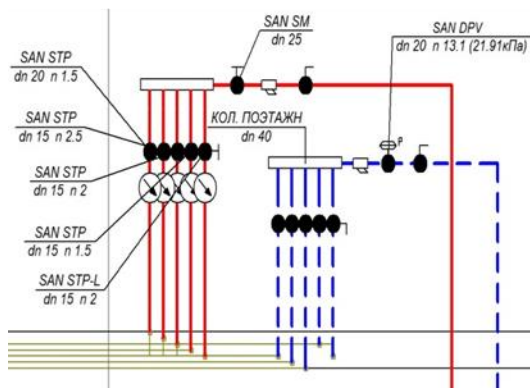 SAN SM
dn 25
SAN DPV
dn 20 n 13.1 (21.91кПа)
SAN STP
dn 20 n 1.5
SAN STP
dn 15 n 2.5
КОЛ. ПОЭТАЖН
dn 40
P
SAN STP
dn 15 n 2
SAN STP
dn 15 n 1.5
SAN STP-L
dn 15 n 2